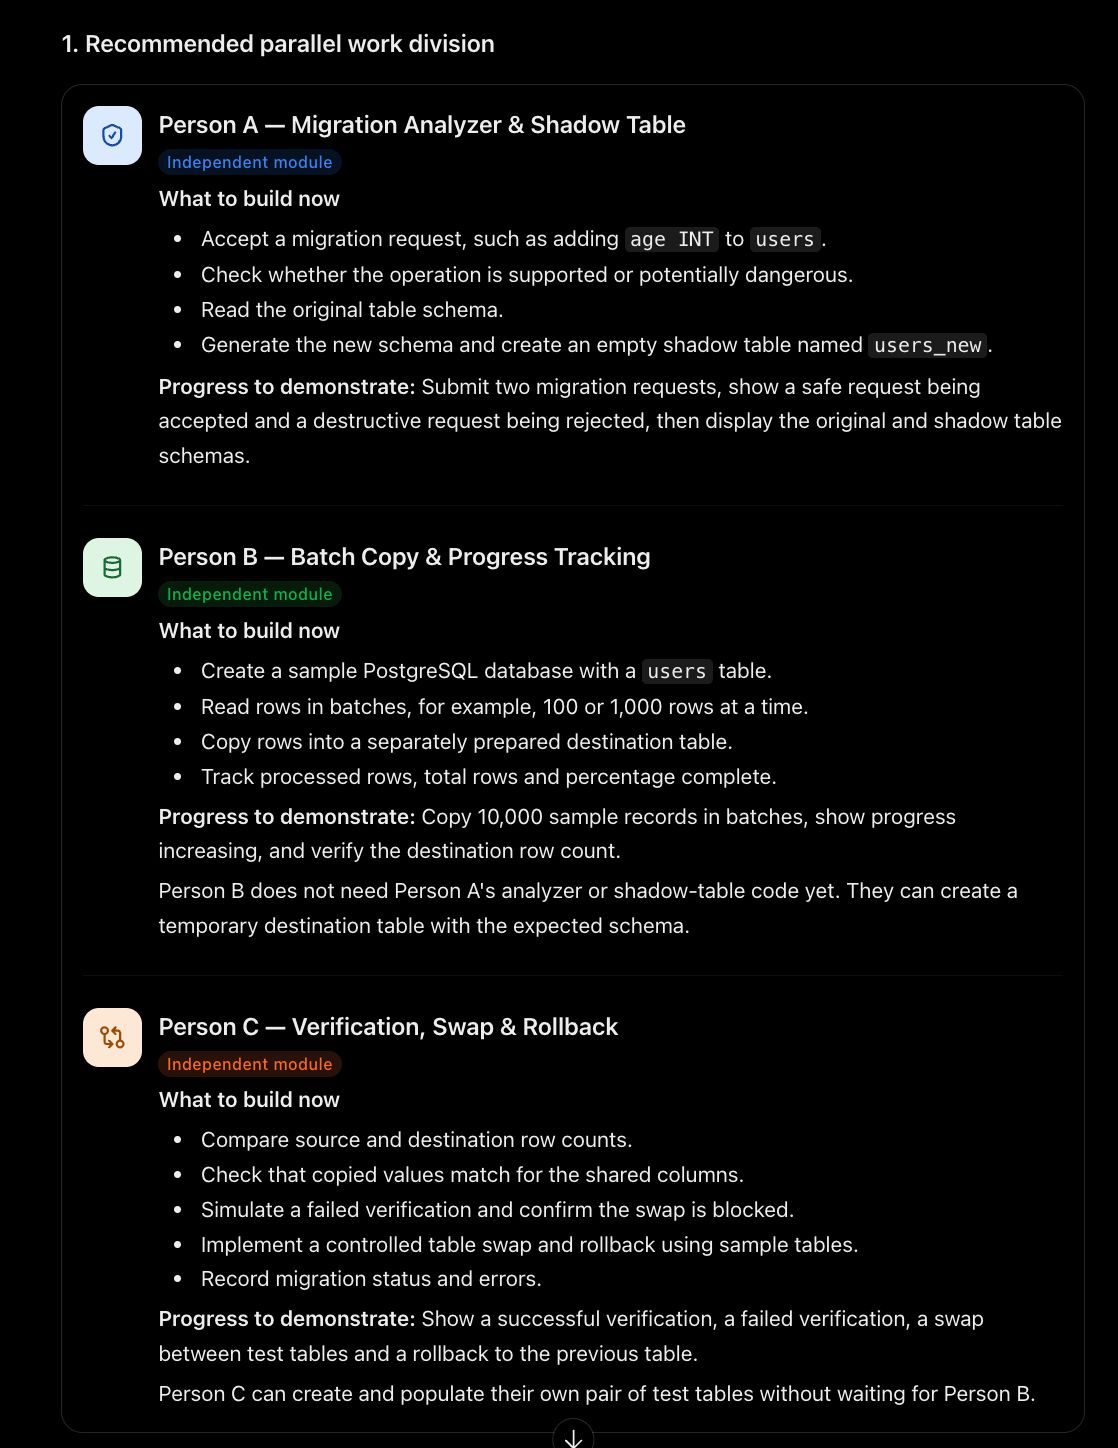 1. Recommended parallel work division
Person A — Migration Analyzer & Shadow Table
Independent module
What to build now
• Accept a migration request, such as adding age INT to users.
• Check whether the operation is supported or potentially dangerous.
• Read the original table schema.
• Generate the new schema and create an empty shadow table named users_new.
Progress to demonstrate: Submit two migration requests, show a safe request being
accepted and a destructive request being rejected, then display the original and shadow table
schemas.
Person B — Batch Copy & Progress Tracking
Independent module
What to build now
• Create a sample PostgreSQL database with a users table.
• Read rows in batches, for example, 100 or 1,000 rows at a time.
• Copy rows into a separately prepared destination table.
• Track processed rows, total rows and percentage complete.
Progress to demonstrate: Copy 10,000 sample records in batches, show progress
increasing, and verify the destination row count.
Person B does not need Person A's analyzer or shadow-table code yet. They can create a
temporary destination table with the expected schema.
Person C — Verification, Swap & Rollback
Independent module
What to build now
• Compare source and destination row counts.
• Check that copied values match for the shared columns.
• Simulate a failed verification and confirm the swap is blocked.
• Implement a controlled table swap and rollback using sample tables.
• Record migration status and errors.
Progress to demonstrate: Show a successful verification, a failed verification, a swap
between test tables and a rollback to the previous table.
Person C can create and populate their own pair of test tables without waiting for Person B.